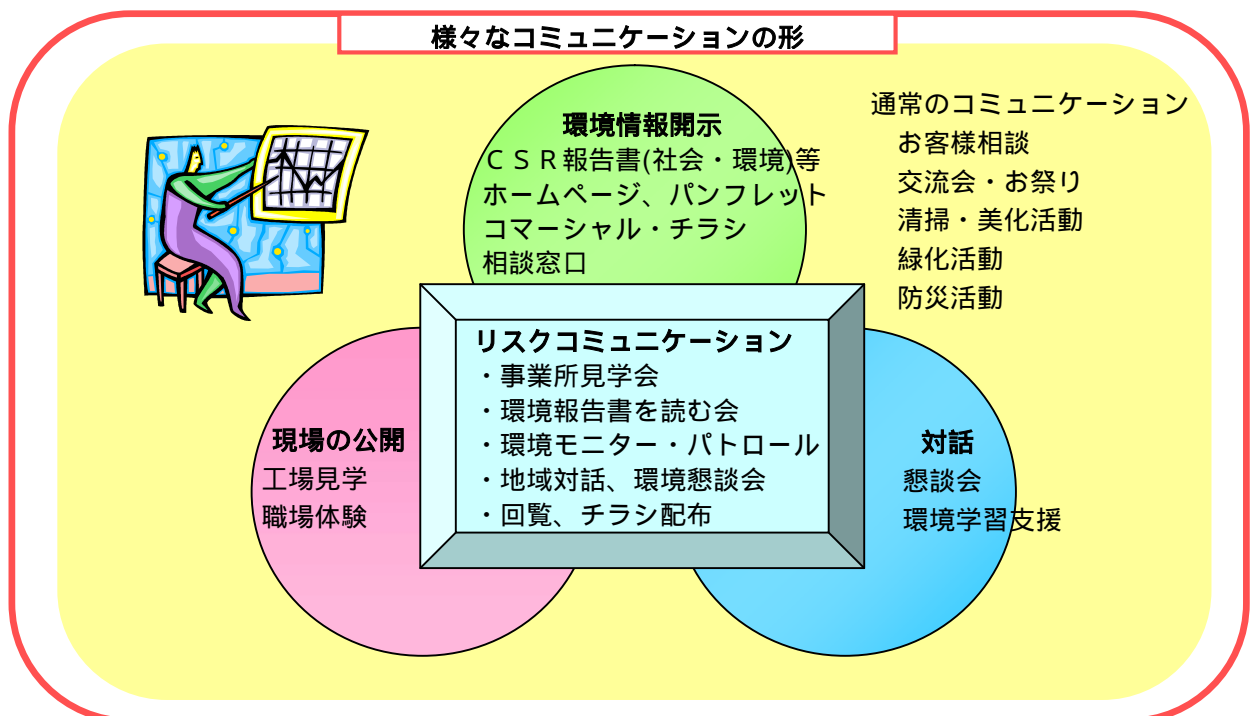 様々なコミュニケーションの形
環境情報開示
ＣＳＲ報告書(社会・環境)等
ホームページ、パンフレット
コマーシャル・チラシ
相談窓口
通常のコミュニケーション
お客様相談
交流会・お祭り
清掃・美化活動
緑化活動
防災活動
リスクコミュニケーション
・事業所見学会
・環境報告書を読む会
・環境モニター・パトロール
・地域対話、環境懇談会
・回覧、チラシ配布
現場の公開
工場見学
職場体験
対話
懇談会
環境学習支援